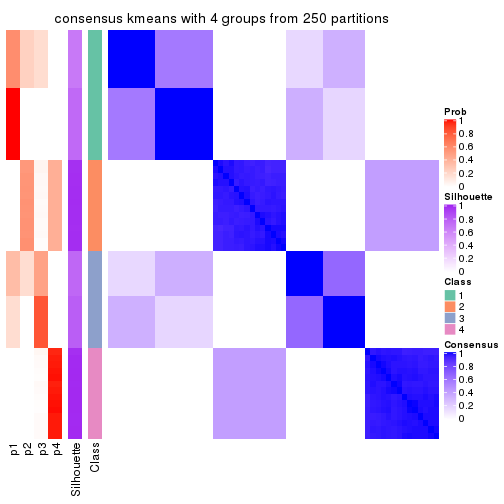 consensus kmeans with 4 groups from 250 partitions
Prob
1
0.8
0.6
0.4
0.2
0
Silhouette
1
0.8
0.6
0.4
0.2
0
Class
1
2
3
4
Consensus
1
0.8
0.6
0.4
0.2
0
p1
p2
p3
p4
Silhouette
Class